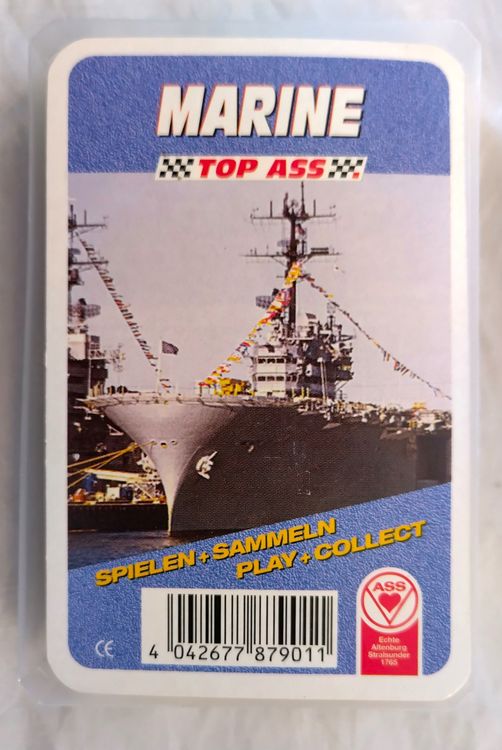 MARINE
TOP ASS
SPIELEN + SAMMELN
PLAY + COLLECT
CE
4 042677 879011
ASS
Echte
Altenburg
Stralsunder
1765